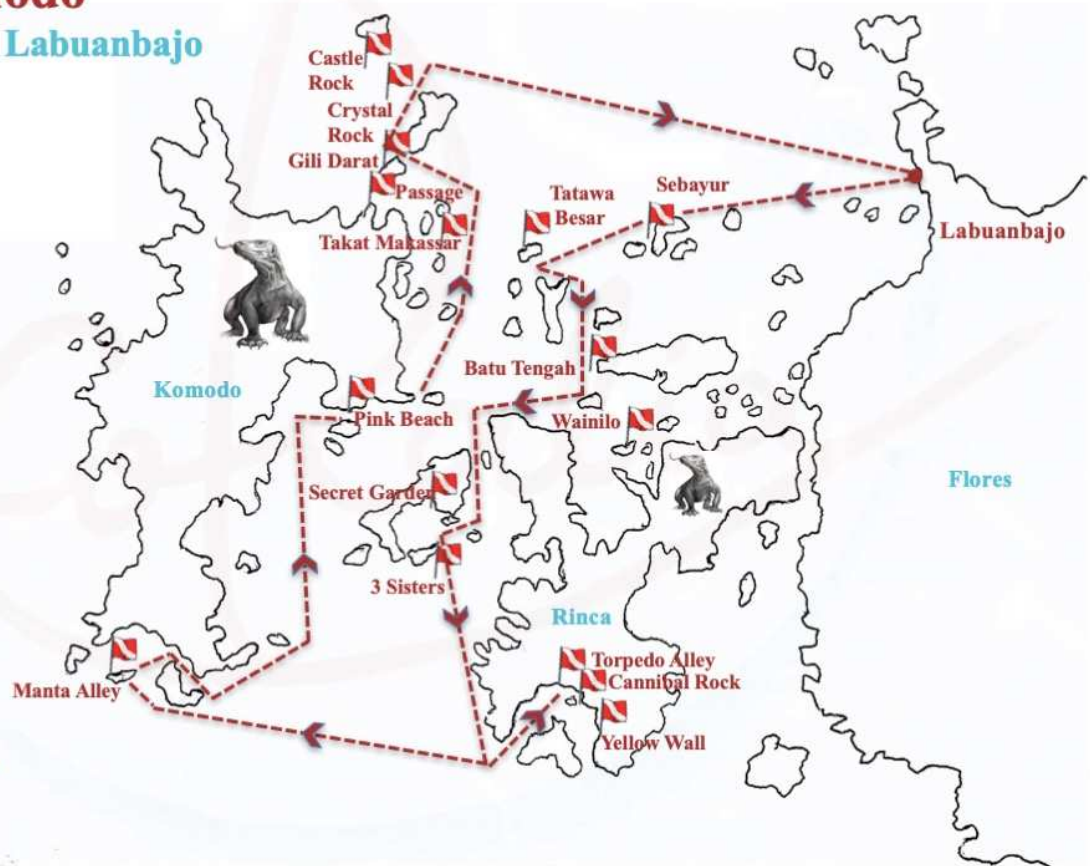 Labuanbajo
Castle
Rock
Crystal
Rock
Gili Darat
Passage
Takat Makassar
Tatawa
Besar
Sebayur
Labuanbajo
Batu Tengah
Komodo
Pink Beach
Wainilo
Secret Garden
Flores
3 Sisters
Rinca
Torpedo Alley
Cannibal Rock
Manta Alley
Yellow Wall